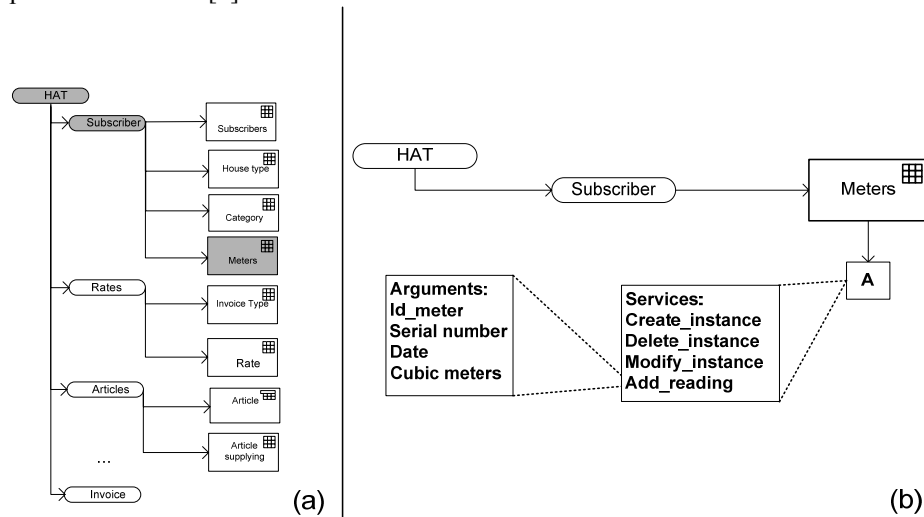 HAT
Subscriber
Subscribers
House type
Category
Meters
Rates
Invoice Type
Rate
Articles
Article
Article
supplying
...
Invoice
(a)
HAT
Subscriber
Meters
A
Arguments:
Id_meter
Serial number
Date
Cubic meters
Services:
Create_instance
Delete_instance
Modify_instance
Add_reading
(b)